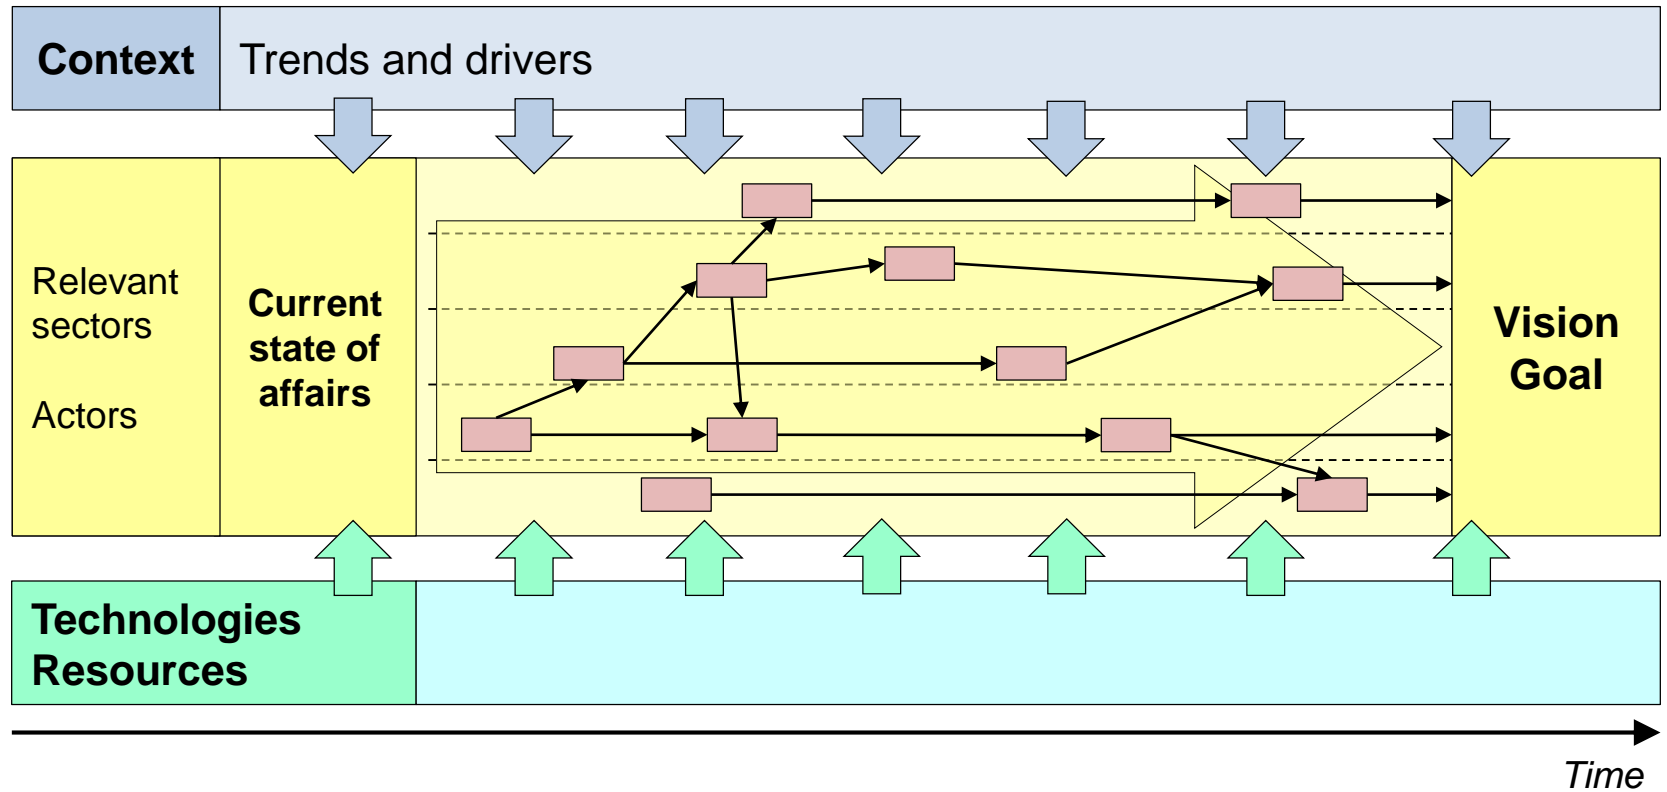 Context
Trends and drivers
Relevant
sectors
Actors
Current
state of
affairs
Vision
Goal
Technologies
Resources
Time